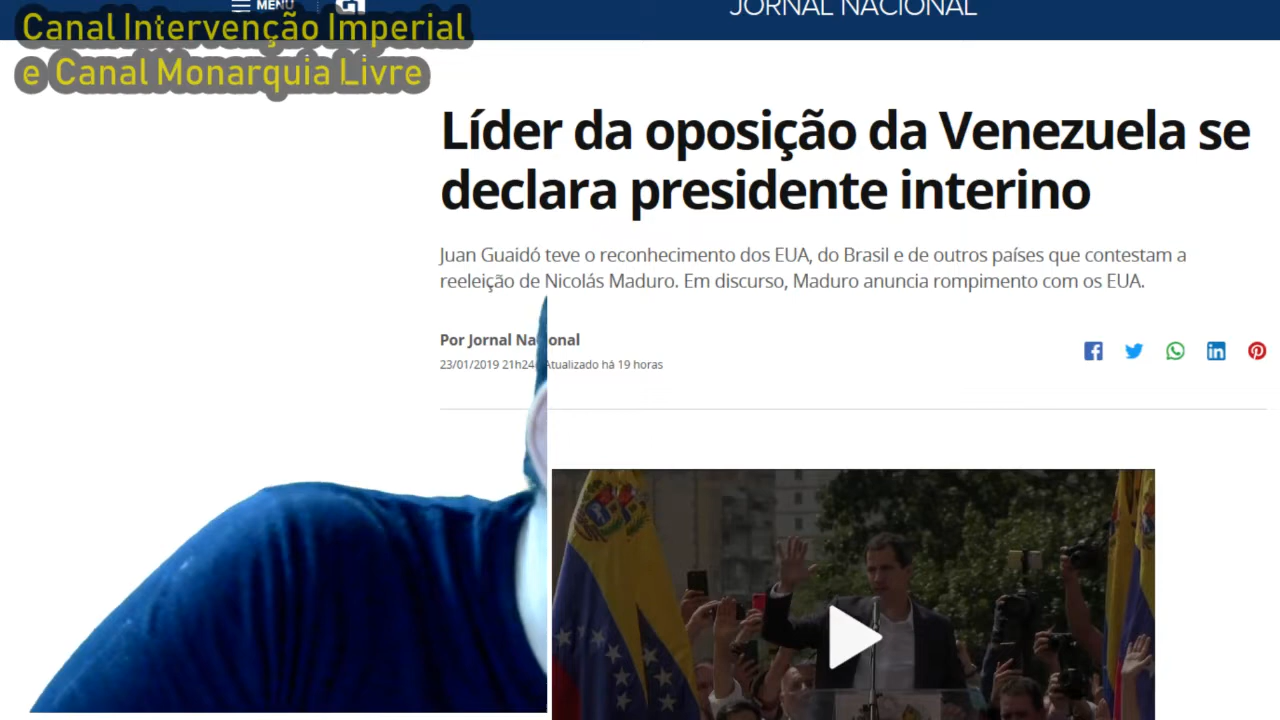 MENU
G1
JORNAL NACIONAL
Canal Intervenção Imperial
e Canal Monarquia Livre
Líder da oposição da Venezuela se
declara presidente interino
Juan Guaidó teve o reconhecimento dos EUA, do Brasil e de outros países que contestam a
reeleição de Nicolás Maduro. Em discurso, Maduro anuncia rompimento com os EUA.
Por Jornal Nacional
23/01/2019 21h24 Atualizado há 19 horas